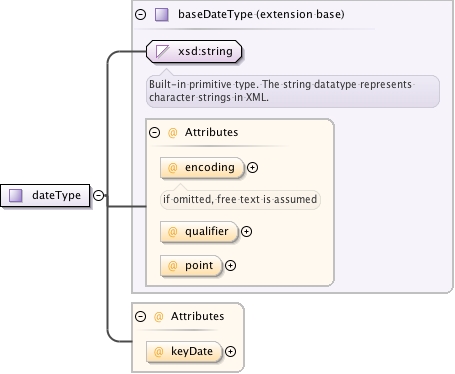 baseDateType (extension base)
xsd:string
Built-in primitive type. The string datatype represents
character strings in XML.
@ Attributes
@ encoding
if omitted, free text is assumed
dateType
@ qualifier
@ point
@ Attributes
@ keyDate